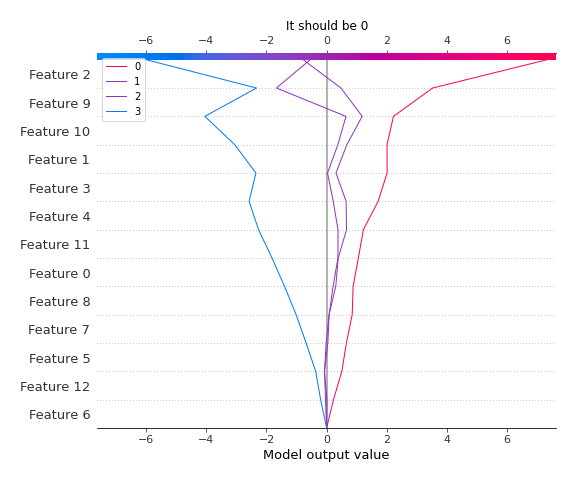 It should be 0
−6 −4 −2 0 2 4 6
0
1
2
3
Feature 2
Feature 9
Feature 10
Feature 1
Feature 3
Feature 4
Feature 11
Feature 0
Feature 8
Feature 7
Feature 5
Feature 12
Feature 6
−6 −4 −2 0 2 4 6
Model output value